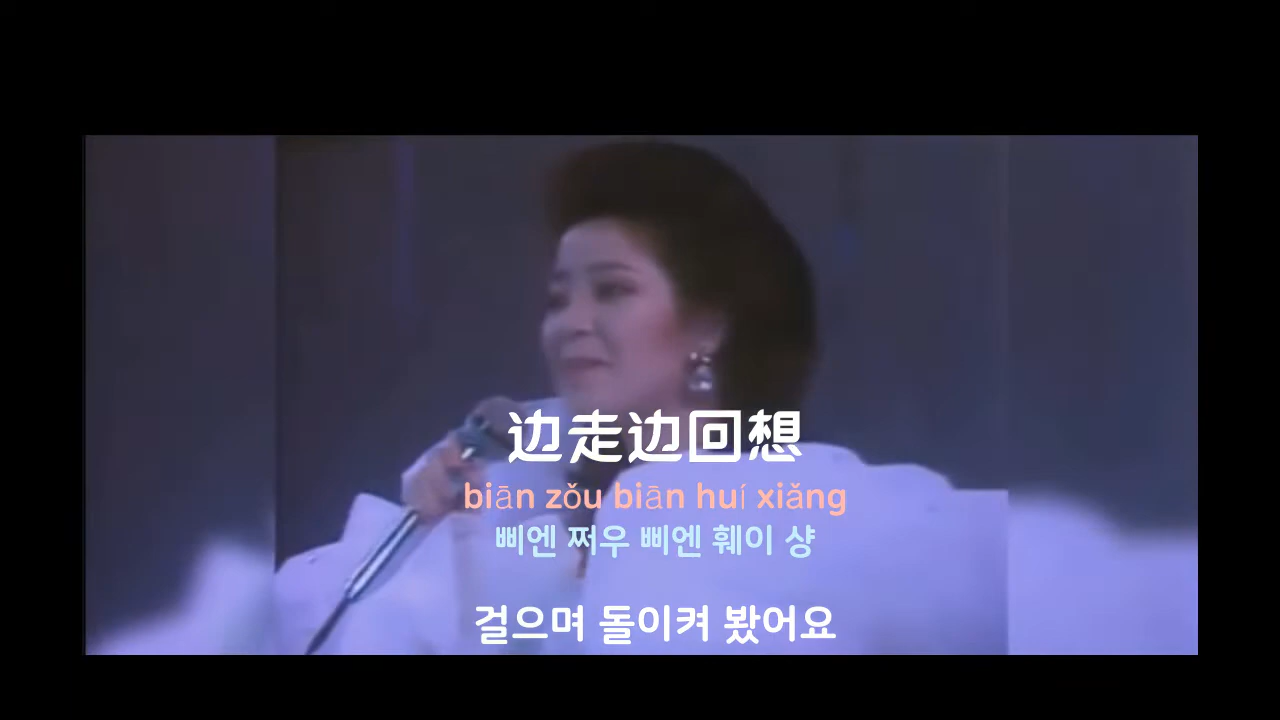 边走边回想
biān zǒu biān huí xiǎng
삐엔 쩌우 삐엔 훼이 샹
걸으며 돌이켜 봤어요